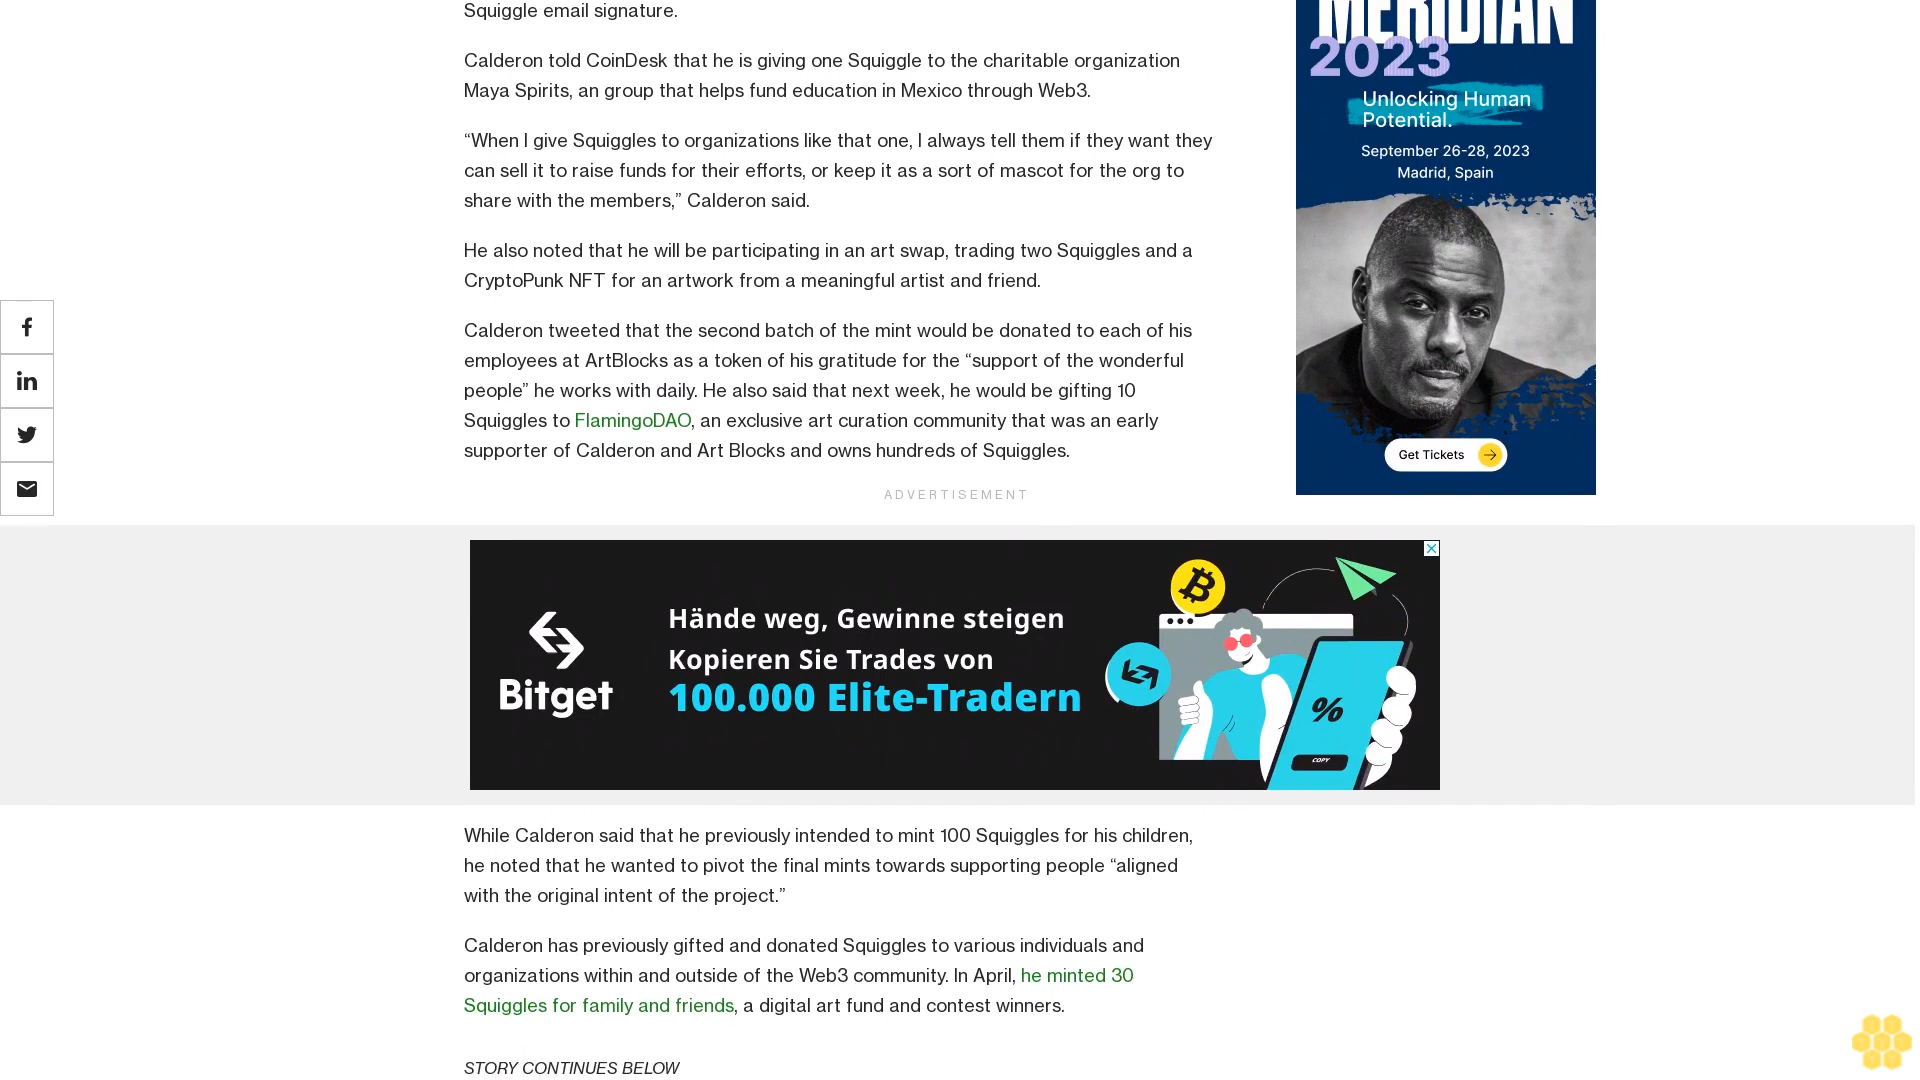 Squiggle email signature.
Calderon told CoinDesk that he is giving one Squiggle to the charitable organization
Maya Spirits, an group that helps fund education in Mexico through Web3.
“When I give Squiggles to organizations like that one, I always tell them if they want they
can sell it to raise funds for their efforts, or keep it as a sort of mascot for the org to
share with the members,” Calderon said.
He also noted that he will be participating in an art swap, trading two Squiggles and a
CryptoPunk NFT for an artwork from a meaningful artist and friend.
Calderon tweeted that the second batch of the mint would be donated to each of his
employees at ArtBlocks as a token of his gratitude for the “support of the wonderful
people” he works with daily. He also said that next week, he would be gifting 10
Squiggles to FlamingoDAO, an exclusive art curation community that was an early
supporter of Calderon and Art Blocks and owns hundreds of Squiggles.
MERIDIAN
2023
Unlocking Human
Potential.
September 26-28, 2023
Madrid, Spain
Get Tickets
ADVERTISEMENT
Bitget
Hände weg, Gewinne steigen
Kopieren Sie Trades von
100.000 Elite-Tradern
%
COPY
While Calderon said that he previously intended to mint 100 Squiggles for his children,
he noted that he wanted to pivot the final mints towards supporting people “aligned
with the original intent of the project.”
Calderon has previously gifted and donated Squiggles to various individuals and
organizations within and outside of the Web3 community. In April, he minted 30
Squiggles for family and friends, a digital art fund and contest winners.
STORY CONTINUES BELOW